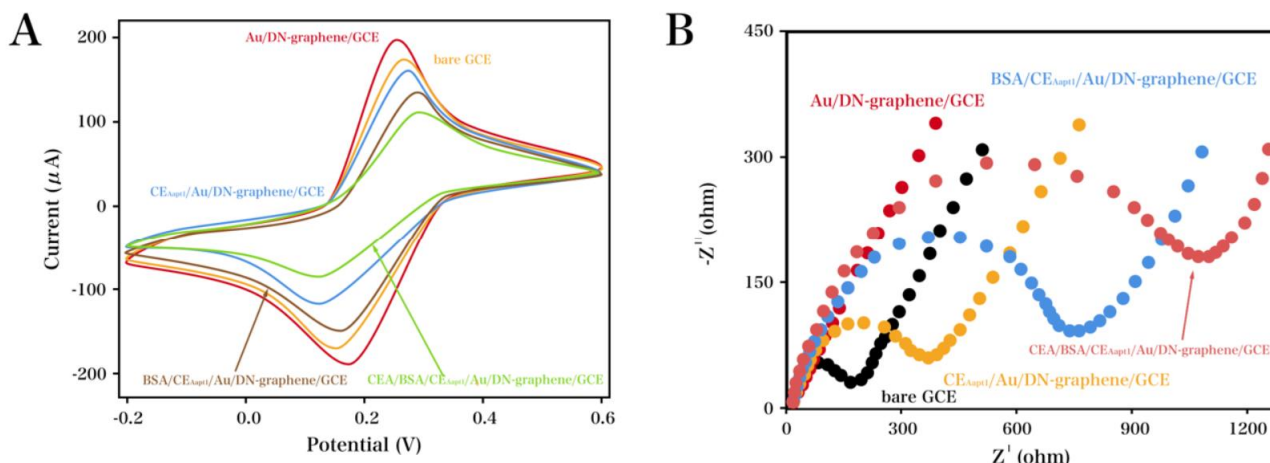 A
Current (μA)
200
100
0
-100
-200
Au/DN-graphene/GCE
bare GCE
CEAapt1/Au/DN-graphene/GCE
BSA/CEAapt1/Au/DN-graphene/GCE
CEA/BSA/CEAapt1/Au/DN-graphene/GCE
-0.2
0.0
0.2
0.4
0.6
Potential (V)
B
-Z'' (ohm)
450
300
150
0
BSA/CEAapt1/Au/DN-graphene/GCE
Au/DN-graphene/GCE
CEA/BSA/CEAapt1/Au/DN-graphene/GCE
CEAapt1/Au/DN-graphene/GCE
bare GCE
0
300
600
900
1200
Z' (ohm)